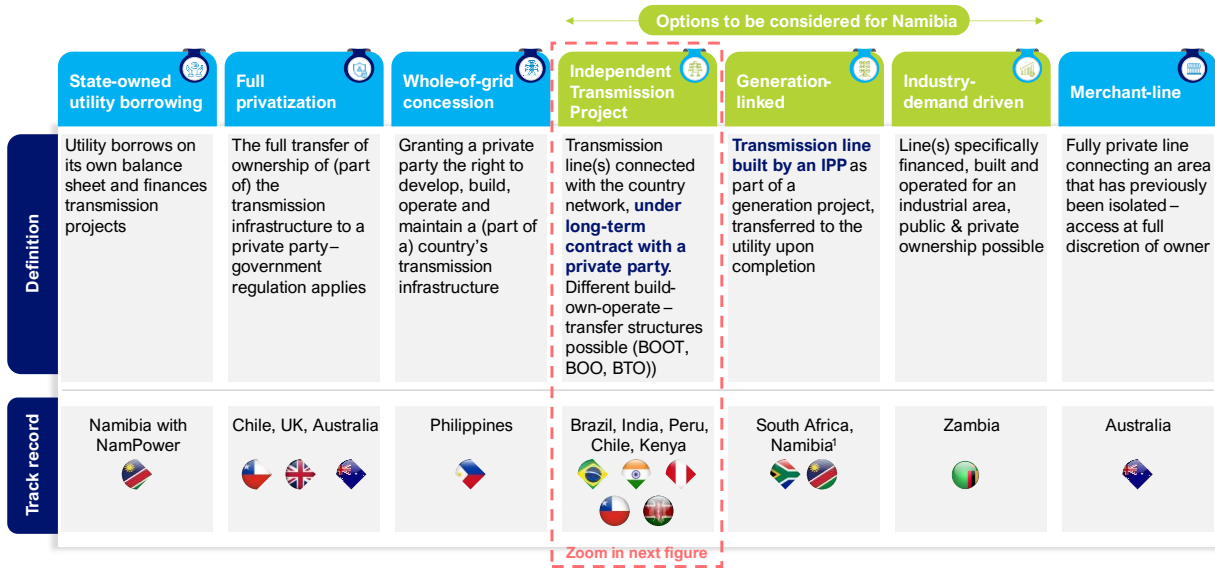 Options to be considered for Namibia
State-owned
utility borrowing
Full
privatization
Whole-of-grid
concession
Independent
Transmission
Project
Generation-
linked
Industry-
demand driven
Merchant-line
Definition
Utility borrows on
its own balance
sheet and finances
transmission
projects
The full transfer of
ownership of (part
of) the
transmission
infrastructure to a
private party –
government
regulation applies
Granting a private
party the right to
develop, build,
operate and
maintain a (part of
a) country's
transmission
infrastructure
Transmission
line(s) connected
with the country
network, under
long-term
contract with a
private party.
Different build-
own-operate –
transfer structures
possible (BOOT,
BOO, BTO))
Transmission line
built by an IPP as
part of a
generation project,
transferred to the
utility upon
completion
Line(s) specifically
financed, built and
operated for an
industrial area,
public & private
ownership possible
Fully private line
connecting an area
that has previously
been isolated –
access at full
discretion of owner
Track record
Namibia with
NamPower
Chile, UK, Australia
Philippines
Brazil, India, Peru,
Chile, Kenya
South Africa,
Namibia¹
Zambia
Australia
Zoom in next figure